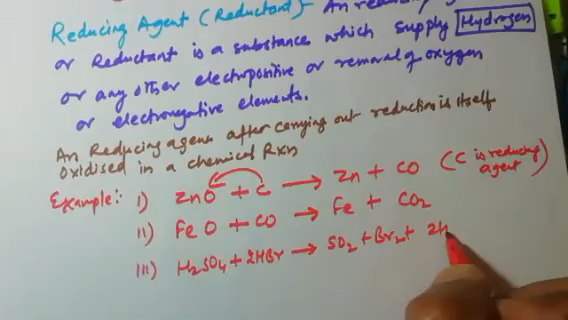 Reducing Agent (Reductant)- An
or Reductant is a substance which supply Hydrogen
or any other electropositive or removal of oxygen
or electronegative elements.
An Reducing agent after carrying out reduction is itself
Oxidised in a chemical Rxn
Example:- i) ZnO + C → Zn + CO (C is reducing agent)
ii) FeO + CO → Fe + CO2
iii) H2SO4 + 2HBr → SO2 + Br2 + 2H